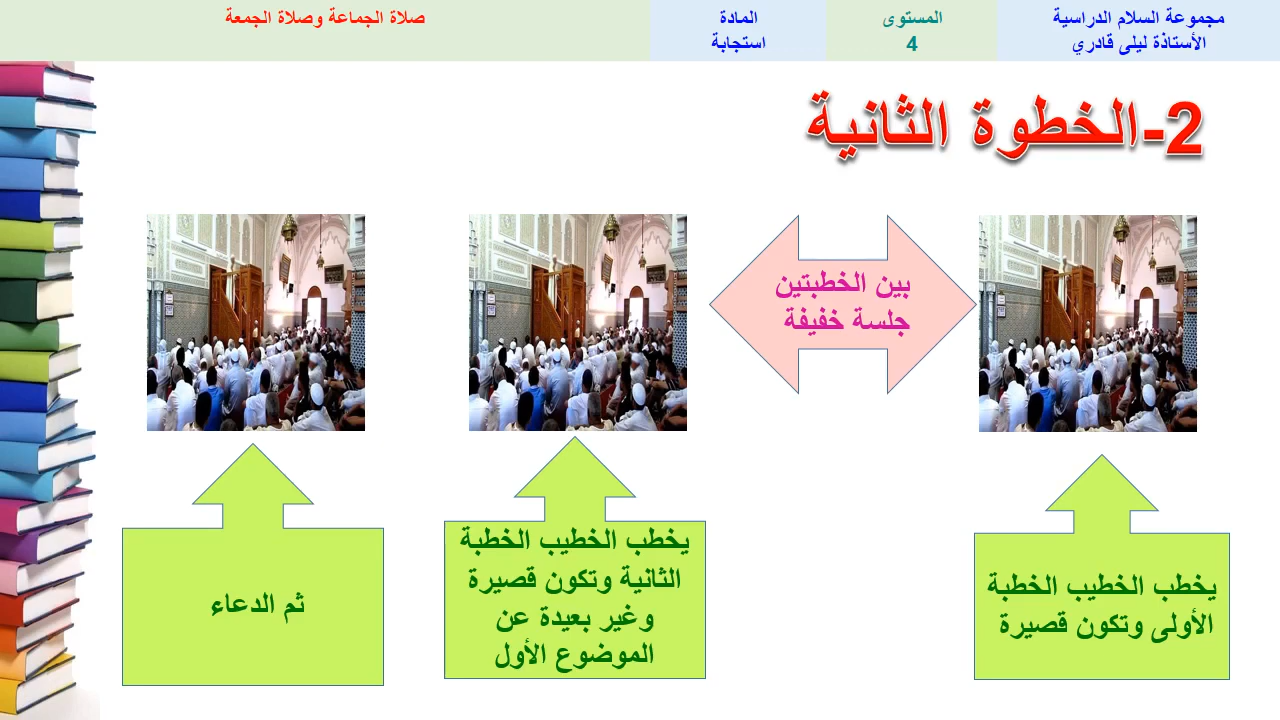 مجموعة السلام الدراسية
الأستاذة ليلى قادري
المستوى
4
المادة
استجابة
صلاة الجماعة وصلاة الجمعة
2-الخطوة الثانية
بين الخطبتين
جلسة خفيفة
يخطب الخطيب الخطبة
الأولى وتكون قصيرة
يخطب الخطيب الخطبة
الثانية وتكون قصيرة
وغير بعيدة عن
الموضوع الأول
ثم الدعاء